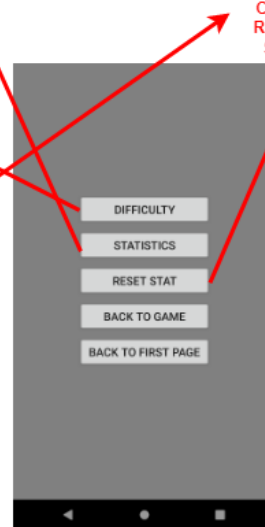 DIFFICULTY
STATISTICS
RESET STAT
BACK TO GAME
BACK TO FIRST PAGE